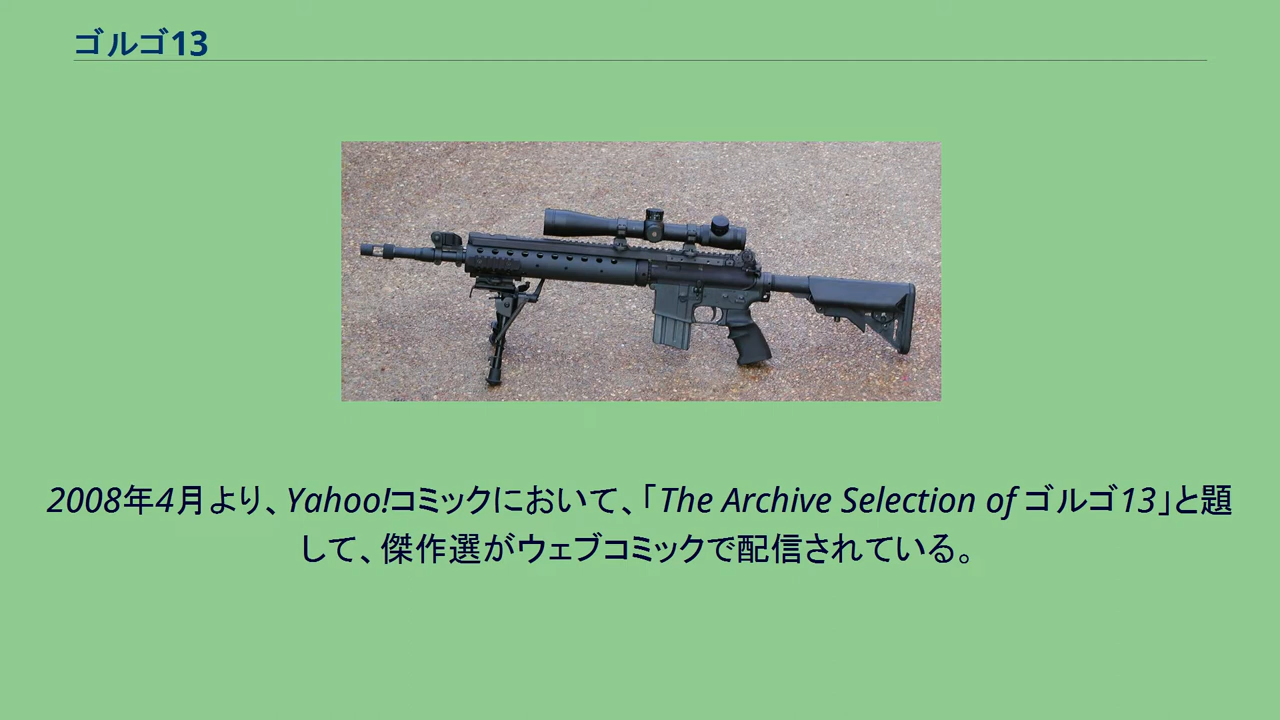 ゴルゴ13
2008年4月より、Yahoo!コミックにおいて、「The Archive Selection of ゴルゴ13」と題
して、傑作選がウェブコミックで配信されている。